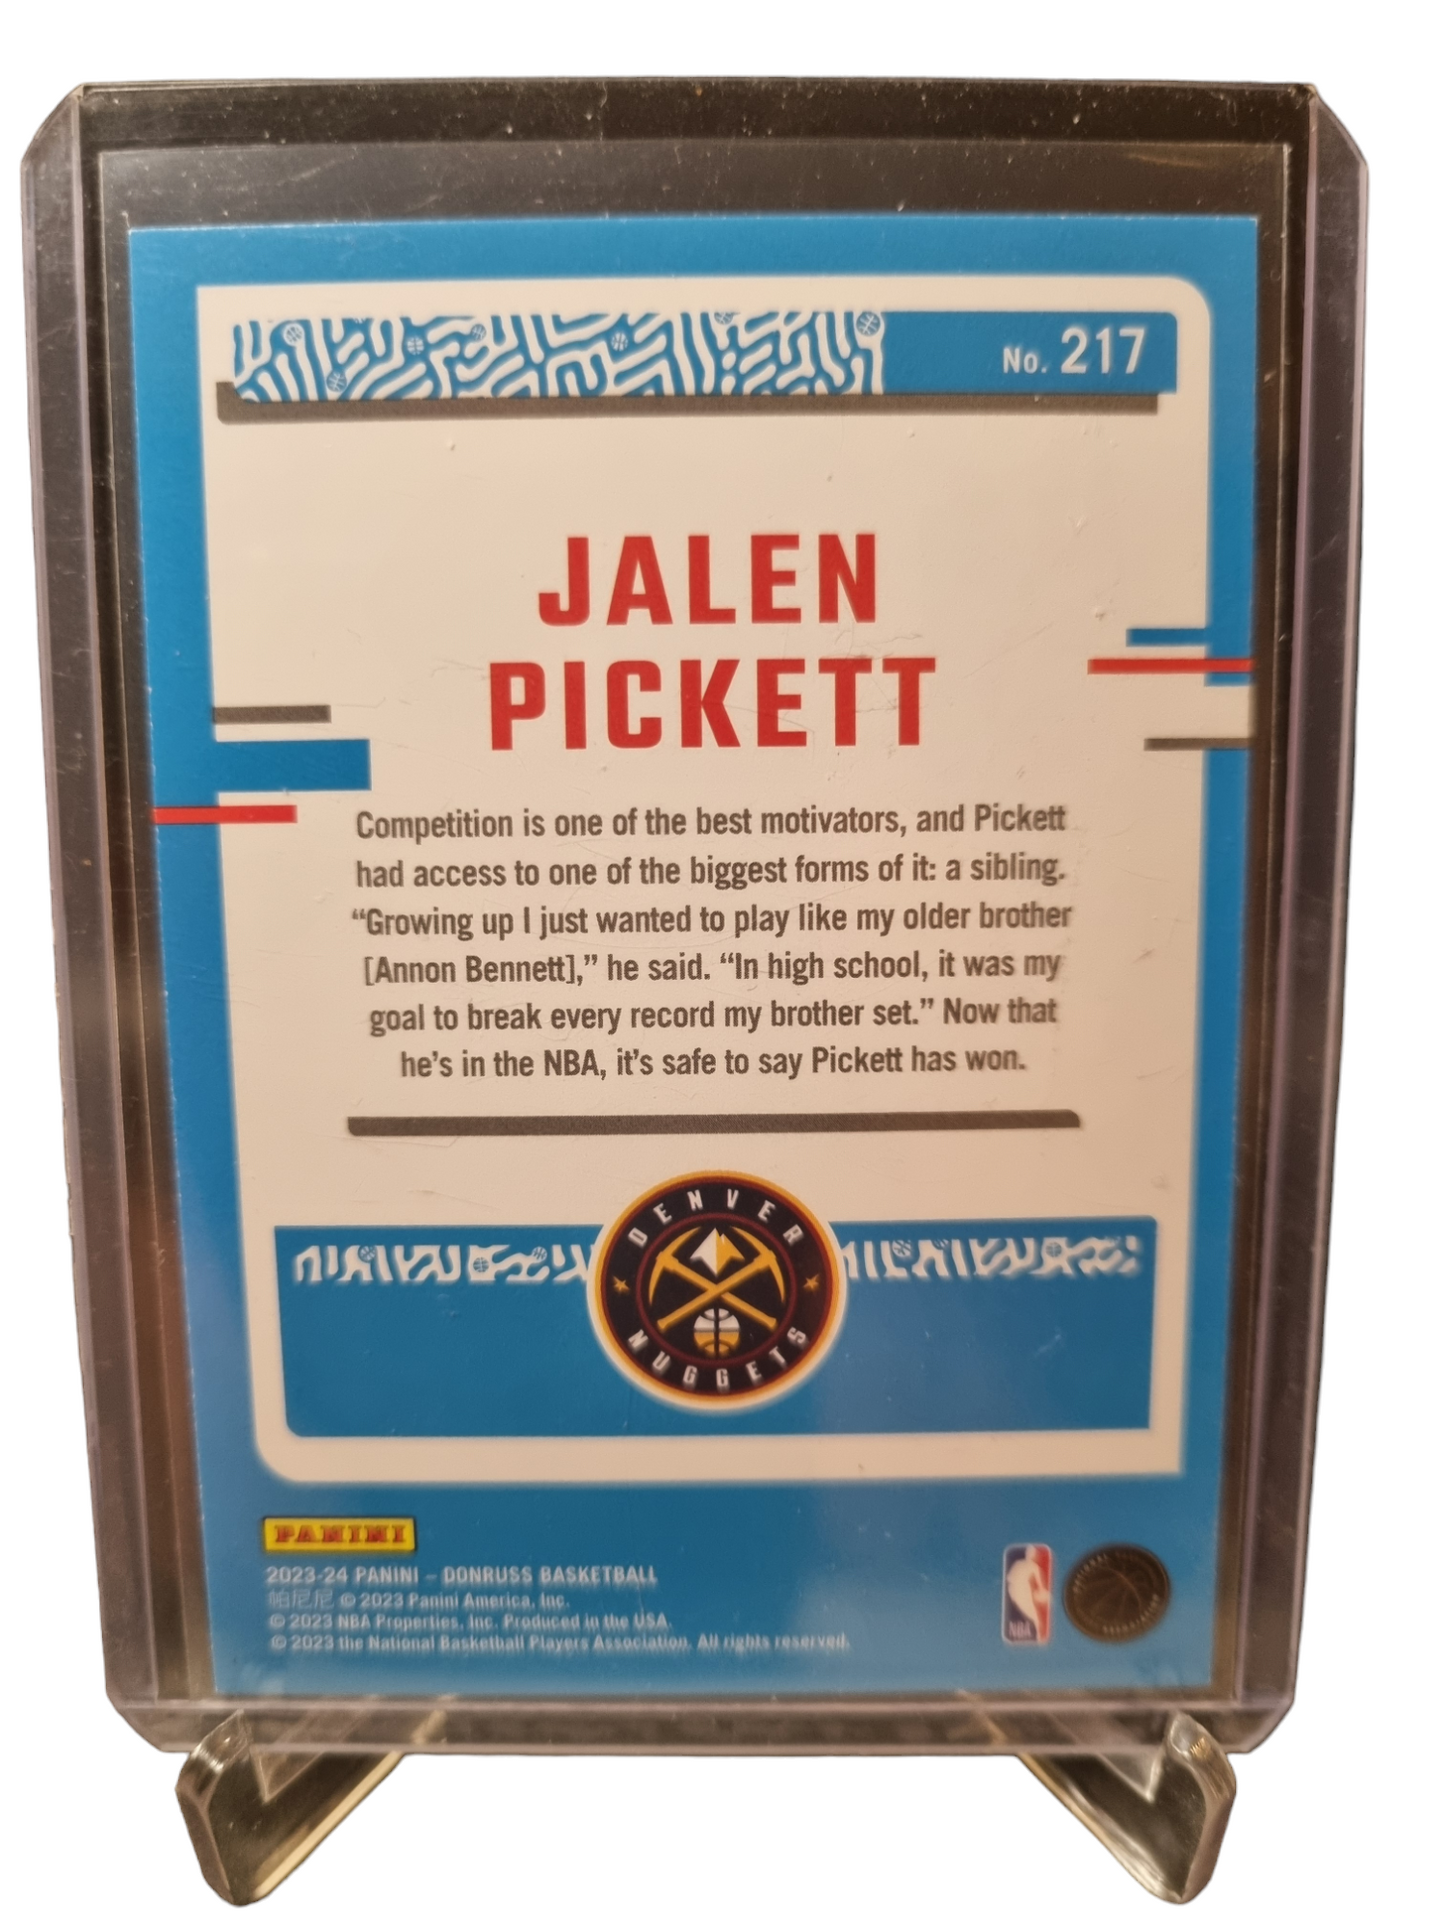 No. 217
JALEN
PICKETT
Competition is one of the best motivators, and Pickett
had access to one of the biggest forms of it: a sibling.
“Growing up I just wanted to play like my older brother
[Annon Bennett],” he said. “In high school, it was my
goal to break every record my brother set.” Now that
he’s in the NBA, it’s safe to say Pickett has won.
DENVER
NUGGETS
PANINI
2023-24 PANINI – DONRUSS BASKETBALL
帕尼尼 © 2023 Panini America, Inc.
© 2023 NBA Properties, Inc. Produced in the USA.
© 2023 the National Basketball Players Association. All rights reserved.
NBA